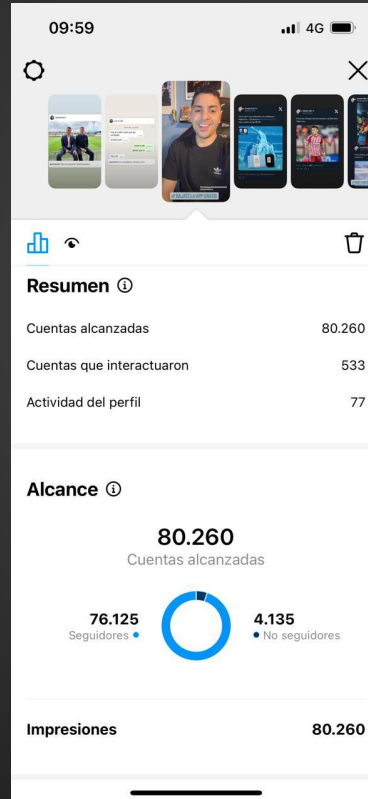 09:59
4G
Resumen
Cuentas alcanzadas 80.260
Cuentas que interactuaron 533
Actividad del perfil 77
Alcance
80.260
Cuentas alcanzadas
76.125
Seguidores
4.135
No seguidores
Impresiones 80.260